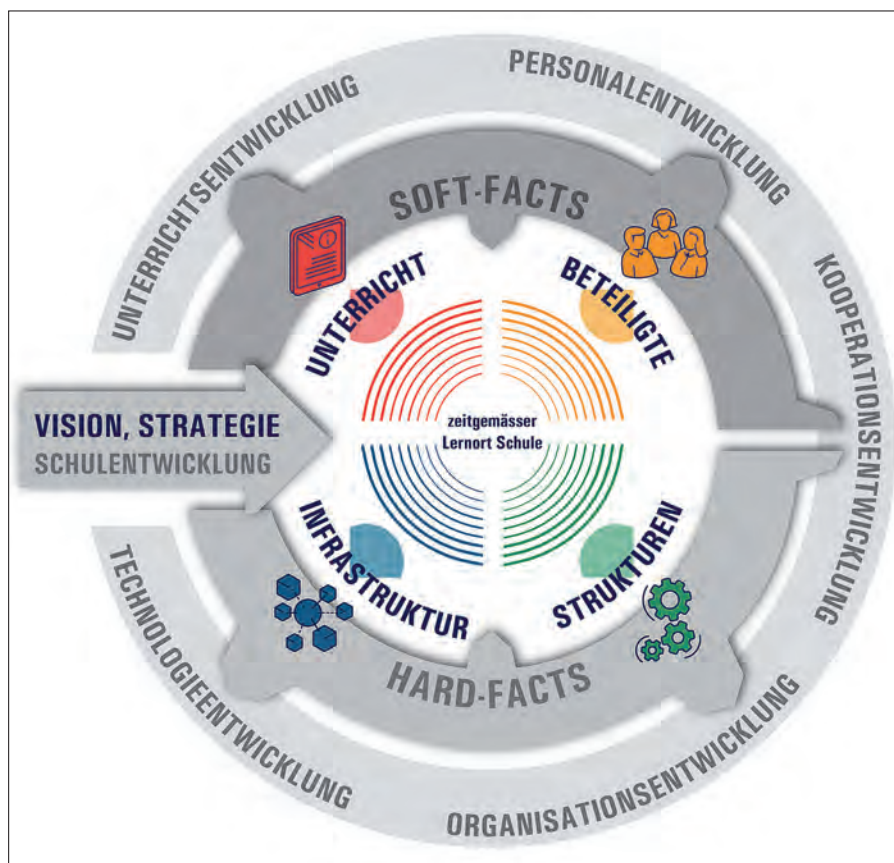 UNTERRICHTSENTWICKLUNG
PERSONALENTWICKLUNG
KOOPERATIONSENTWICKLUNG
SOFT-FACTS
UNTERRICHT
BETEILIGTE
VISION, STRATEGIE
SCHULENTWICKLUNG
zeitgemässer
Lernort Schule
INFRASTRUKTUR
STRUKTUREN
HARD-FACTS
TECHNOLOGIEENTWICKLUNG
ORGANISATIONSENTWICKLUNG